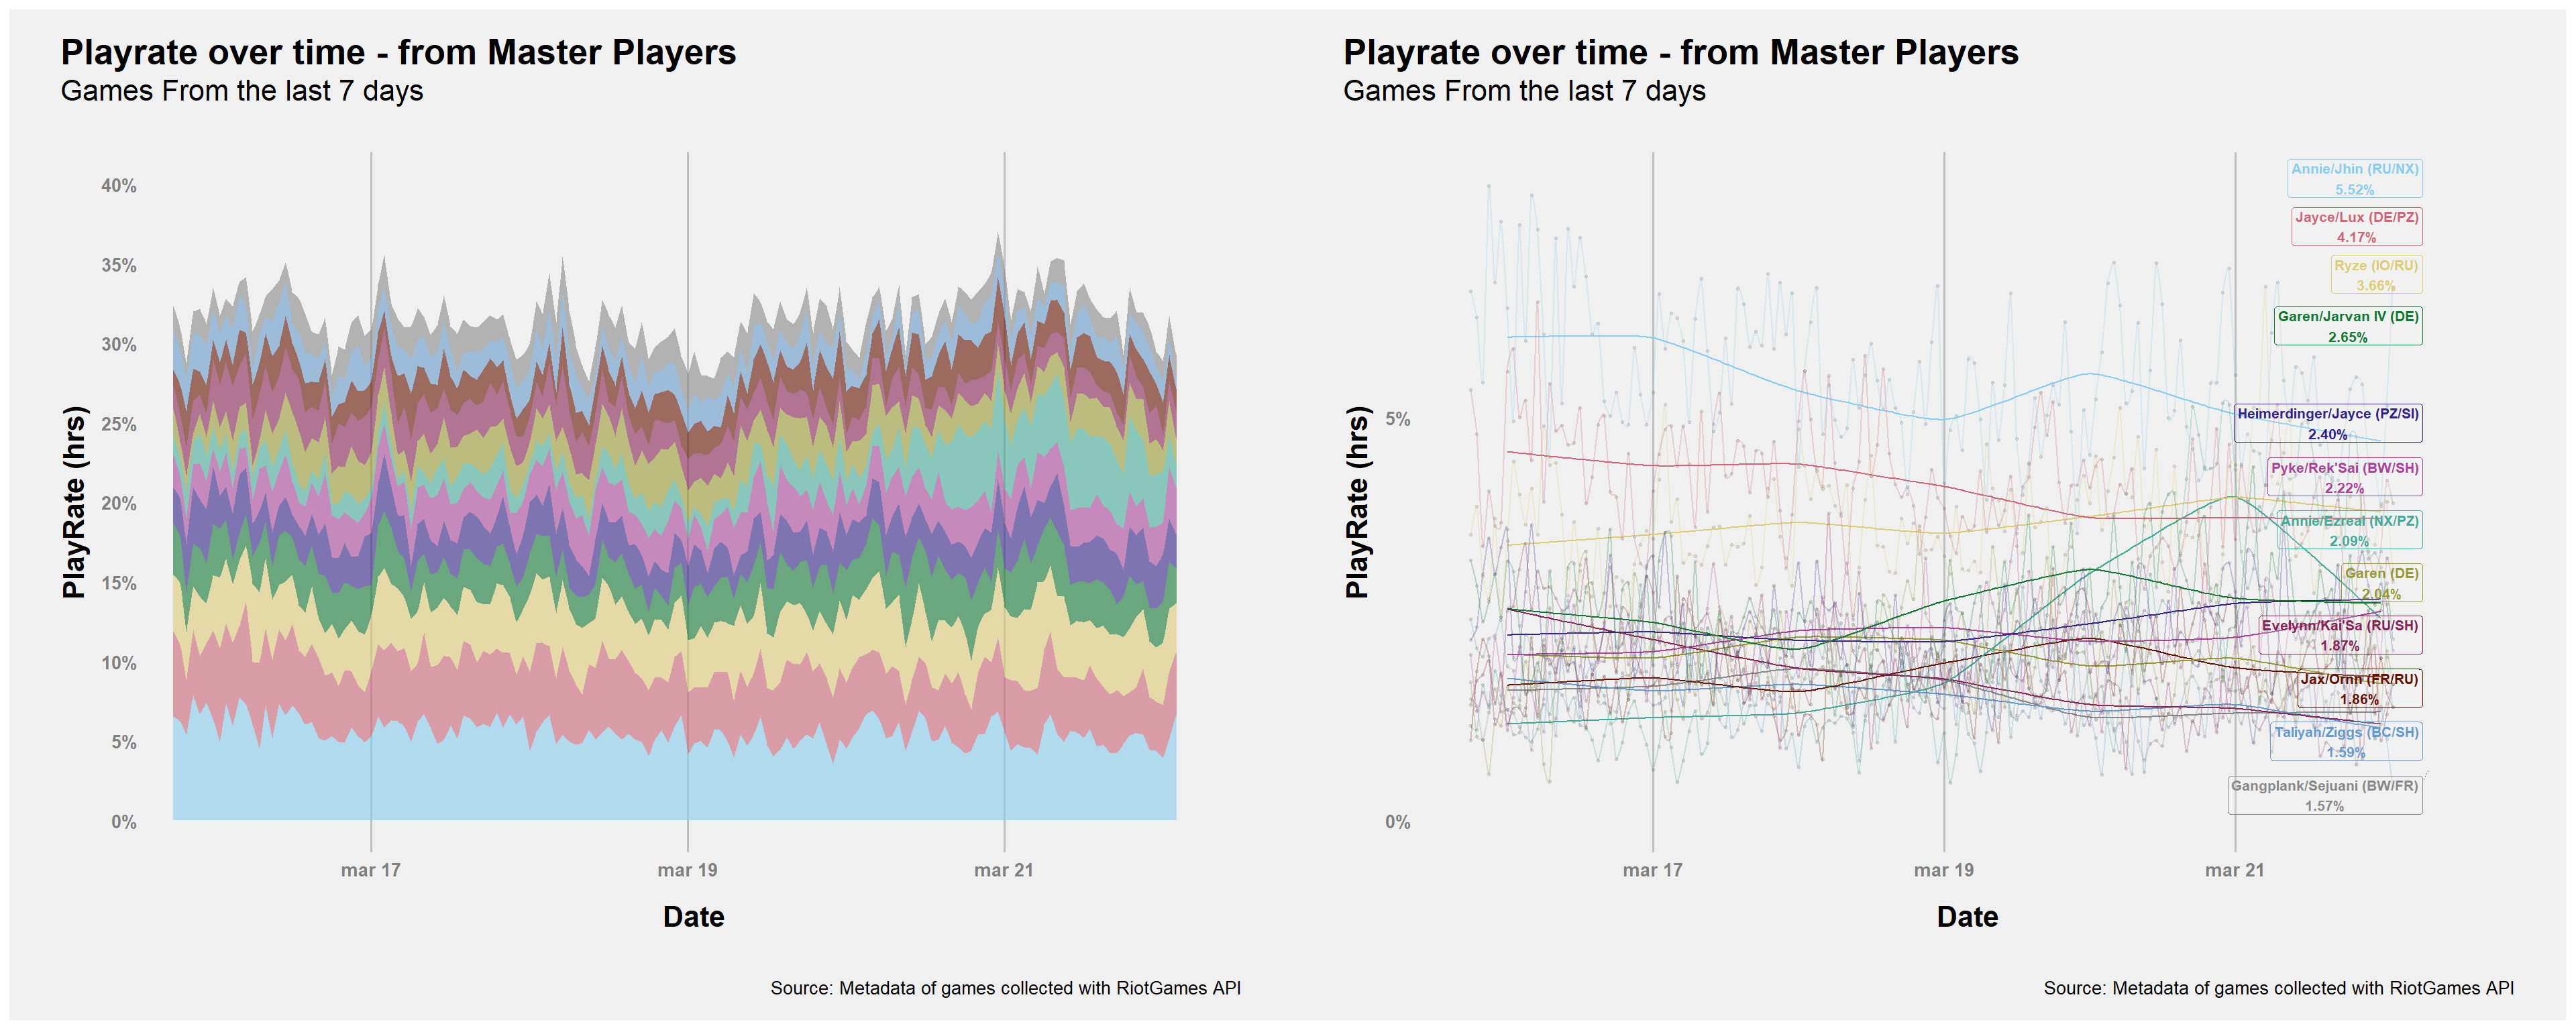 Playrate over time - from Master Players
Games From the last 7 days
PlayRate (hrs)
40%
35%
30%
25%
20%
15%
10%
5%
0%
mar 17
mar 19
mar 21
Date
Source: Metadata of games collected with RiotGames API
Playrate over time - from Master Players
Games From the last 7 days
PlayRate (hrs)
5%
0%
Annie/Jhin (RU/NX)
5.52%
Jayce/Lux (DE/PZ)
4.17%
Ryze (IO/RU)
3.66%
Garen/Jarvan IV (DE)
2.65%
Heimerdinger/Jayce (PZ/SI)
2.40%
Pyke/Rek'Sai (BW/SH)
2.22%
Annie/Ezreal (NX/PZ)
2.09%
Garen (DE)
2.04%
Evelynn/Kai'Sa (RU/SH)
1.87%
Jax/Ornn (FR/RU)
1.86%
Taliyah/Ziggs (BC/SH)
1.59%
Gangplank/Sejuani (BW/FR)
1.57%
mar 17
mar 19
mar 21
Date
Source: Metadata of games collected with RiotGames API